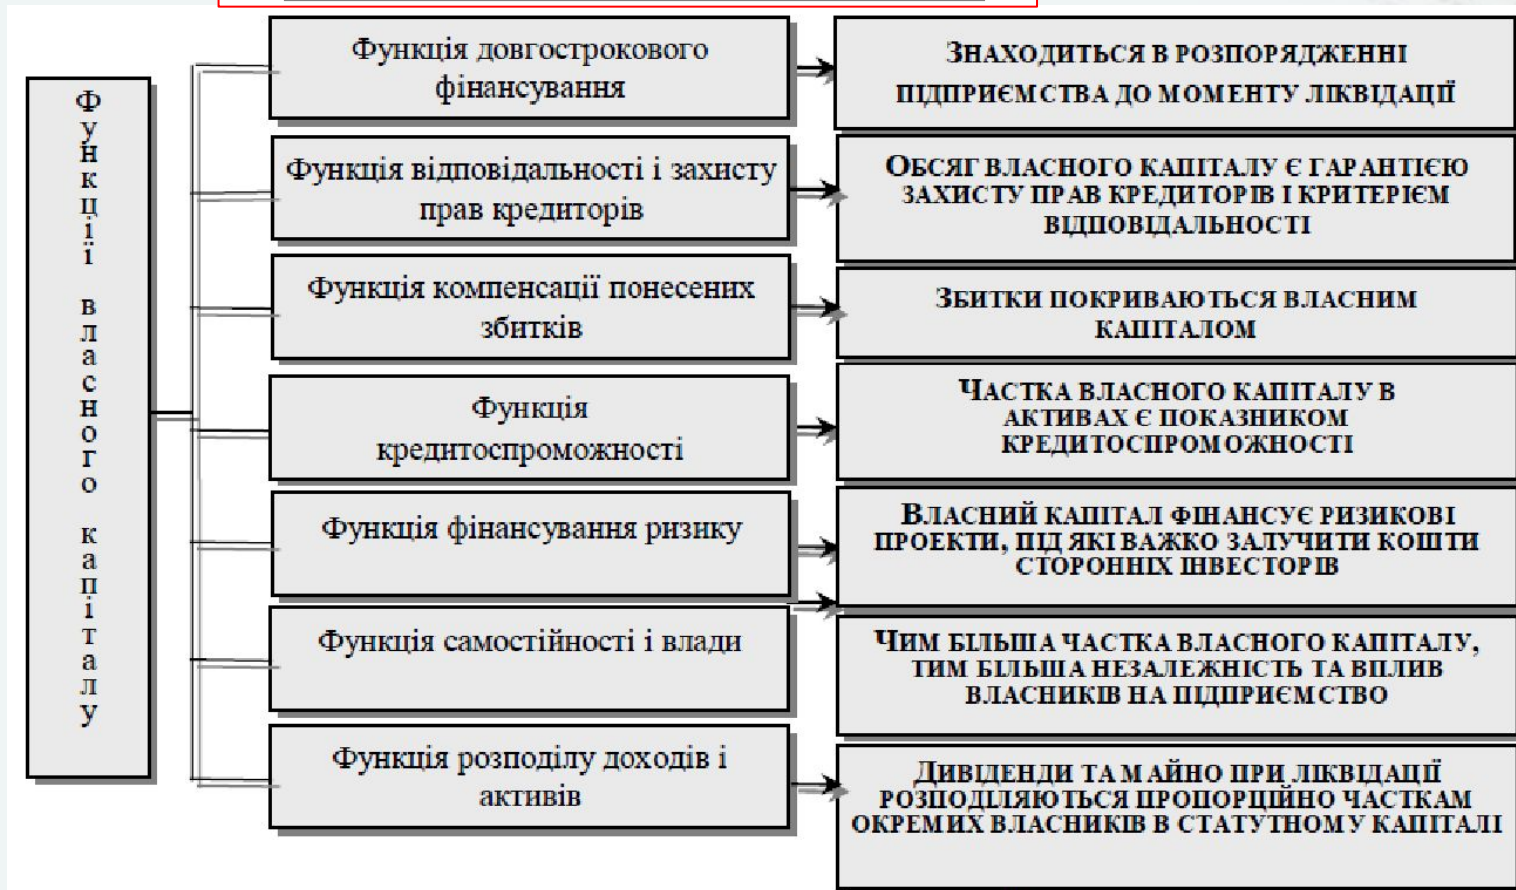 Функції власного капіталу
Функція довгострокового
фінансування
Знаходиться в розпорядженні
підприємства до моменту ліквідації
Функція відповідальності і захисту
прав кредиторів
Обсяг власного капіталу є гарантією
захисту прав кредиторів і критерієм
відповідальності
Функція компенсації понесених
збитків
Збитки покриваються власним
капіталом
Функція
кредитоспроможності
Частка власного капіталу в
активах є показником
кредитоспроможності
Функція фінансування ризику
Власний капітал фінансує ризикові
проекти, під які важко залучити кошти
сторонніх інвесторів
Функція самостійності і влади
Чим більша частка власного капіталу,
тим більша незалежність та вплив
власників на підприємство
Функція розподілу доходів і
активів
Дивіденди та майно при ліквідації
розподіляються пропорційно часткам
окремих власників в статутному капіталі